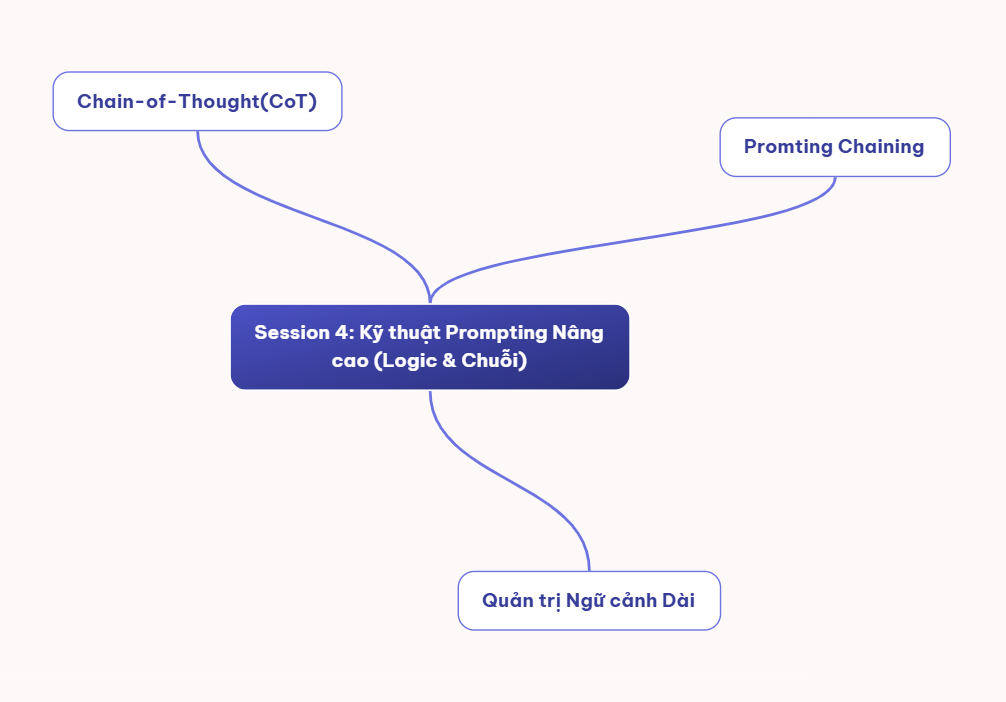 Chain-of-Thought(CoT)
Promting Chaining
Session 4: Kỹ thuật Prompting Nâng
cao (Logic & Chuỗi)
Quản trị Ngữ cảnh Dài